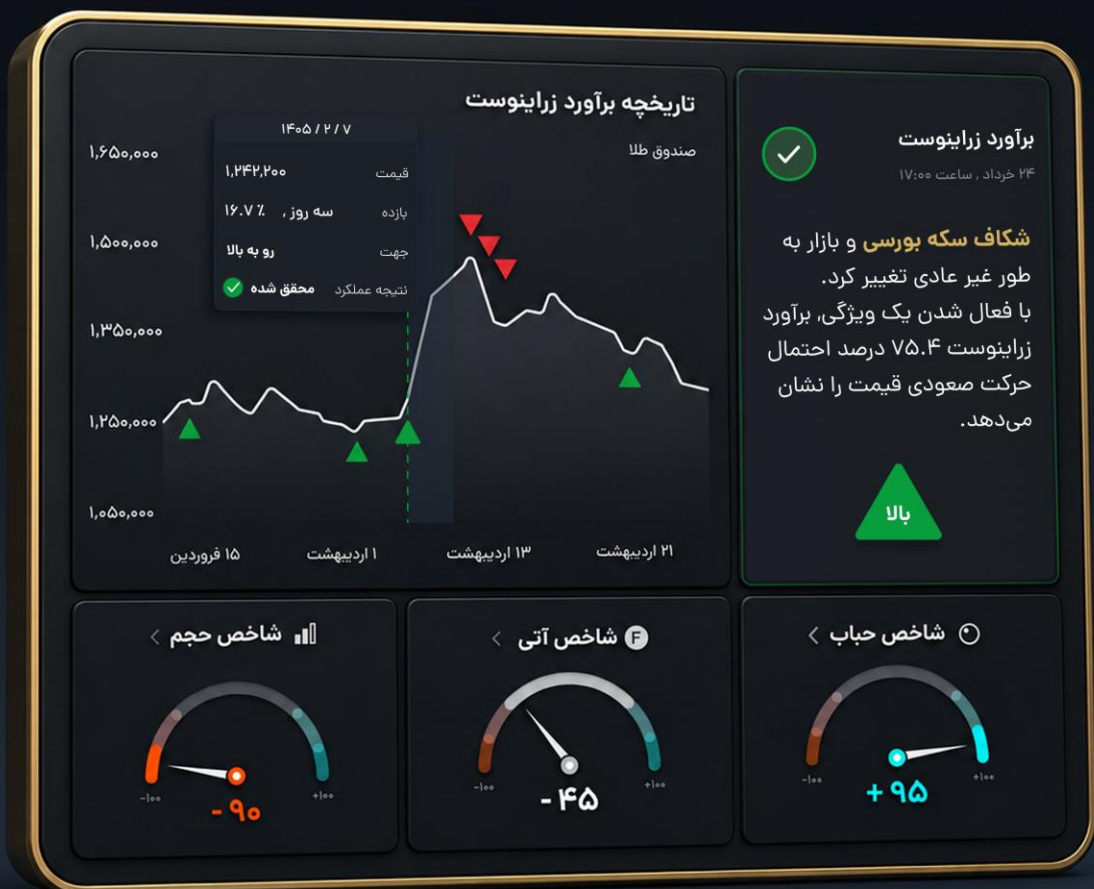 تاریخچه برآورد زراینوست
صندوق طلا
۱,۶۵۰,۰۰۰
۱,۵۰۰,۰۰۰
۱,۳۵۰,۰۰۰
۱,۲۵۰,۰۰۰
۱,۰۵۰,۰۰۰
۱۴۰۵ / ۲ / ۷
قیمت ۱,۲۴۲,۲۰۰
بازده سه روز , ۱۶.۷ ٪
جهت رو به بالا
نتیجه عملکرد محقق شده
۱۵ فروردین
۱ اردیبهشت
۱۳ اردیبهشت
۲۱ اردیبهشت
برآورد زراینوست
۲۴ خرداد , ساعت ۱۷:۰۰
شکاف سکه بورسی و بازار به
طور غیر عادی تغییر کرد.
با فعال شدن یک ویژگی, برآورد
زراینوست ۷۵.۴ درصد احتمال
حرکت صعودی قیمت را نشان
می‌دهد.
بالا
شاخص حباب
-۱۰۰
+۱۰۰
+ ۹۵
F شاخص آتی
-۱۰۰
+۱۰۰
- ۴۵
شاخص حجم
-۱۰۰
+۱۰۰
- ۹۰